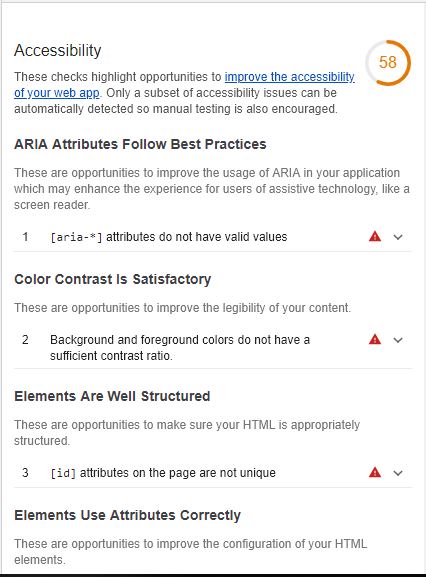 Accessibility
58
These checks highlight opportunities to improve the accessibility
of your web app. Only a subset of accessibility issues can be
automatically detected so manual testing is also encouraged.
ARIA Attributes Follow Best Practices
These are opportunities to improve the usage of ARIA in your application
which may enhance the experience for users of assistive technology, like a
screen reader.
1 [aria-*] attributes do not have valid values
Color Contrast Is Satisfactory
These are opportunities to improve the legibility of your content.
2 Background and foreground colors do not have a
sufficient contrast ratio.
Elements Are Well Structured
These are opportunities to make sure your HTML is appropriately
structured.
3 [id] attributes on the page are not unique
Elements Use Attributes Correctly
These are opportunities to improve the configuration of your HTML
elements.